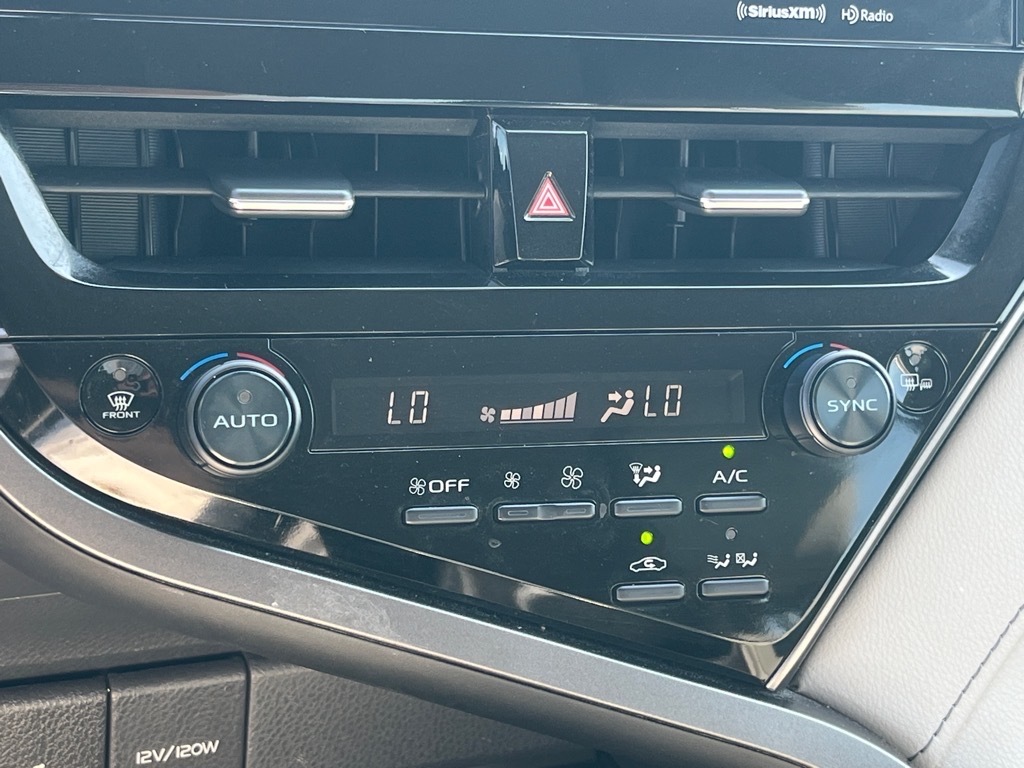 ((SiriusXM)) HD Radio
FRONT
AUTO
LO
LO
SYNC
OFF
A/C
12V/120W